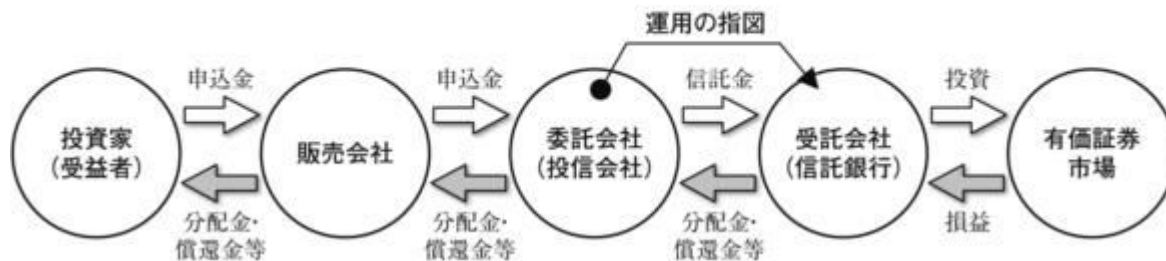 運用の指図
申込金
申込金
信託金
投資
投資家
（受益者）
販売会社
委託会社
（投信会社）
受託会社
（信託銀行）
有価証券
市場
分配金・
償還金等
分配金・
償還金等
分配金・
償還金等
損益